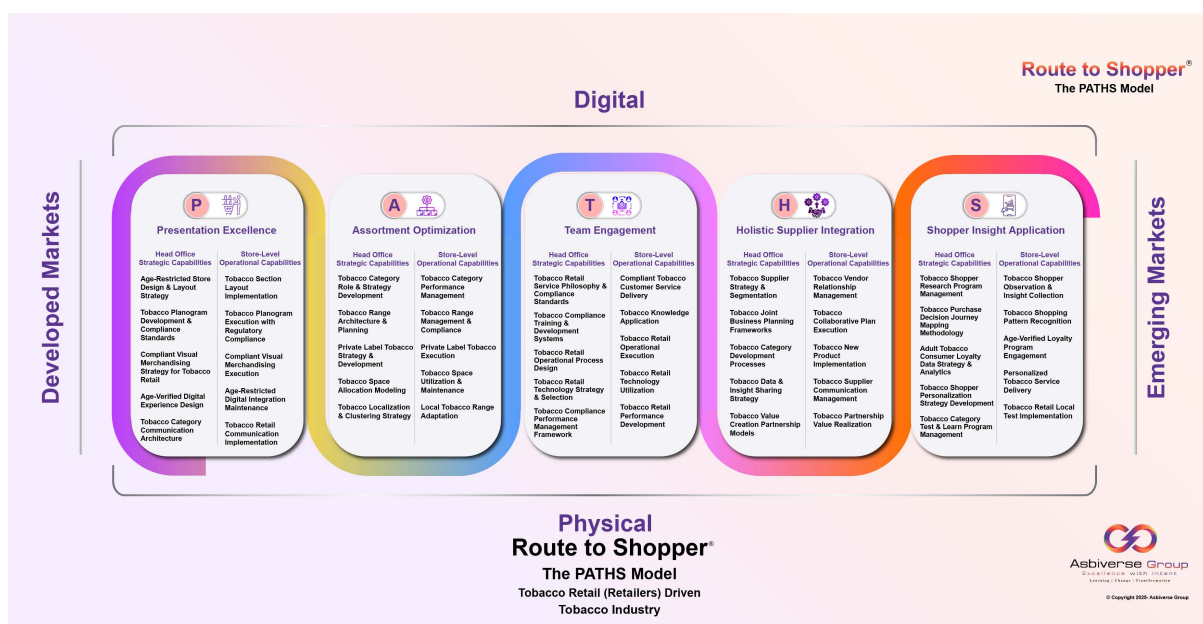 Route to Shopper®
The PATHS Model
Digital
Developed Markets
Emerging Markets
P
Presentation Excellence
Head Office
Strategic Capabilities
Age-Restricted Store
Design & Layout
Strategy
Tobacco Planogram
Development &
Compliance
Standards
Compliant Visual
Merchandising
Strategy for Tobacco
Retail
Age-Verified Digital
Experience Design
Tobacco Category
Communication
Architecture
Store-Level
Operational Capabilities
Tobacco Section
Layout
Implementation
Tobacco Planogram
Execution with
Regulatory
Compliance
Compliant Visual
Merchandising
Execution
Age-Restricted
Digital Integration
Maintenance
Tobacco Retail
Communication
Implementation
A
Assortment Optimization
Head Office
Strategic Capabilities
Tobacco Category
Role & Strategy
Development
Tobacco Range
Architecture &
Planning
Private Label Tobacco
Strategy &
Development
Tobacco Space
Allocation Modeling
Tobacco Localization
& Clustering Strategy
Store-Level
Operational Capabilities
Tobacco Category
Performance
Management
Tobacco Range
Management &
Compliance
Private Label Tobacco
Execution
Tobacco Space
Utilization &
Maintenance
Local Tobacco Range
Adaptation
T
Team Engagement
Head Office
Strategic Capabilities
Tobacco Retail
Service Philosophy &
Compliance
Standards
Tobacco Compliance
Training &
Development
Systems
Tobacco Retail
Operational Process
Design
Tobacco Retail
Technology Strategy
& Selection
Tobacco Compliance
Performance
Management
Framework
Store-Level
Operational Capabilities
Compliant Tobacco
Customer Service
Delivery
Tobacco Knowledge
Application
Tobacco Retail
Operational
Execution
Tobacco Retail
Technology
Utilization
Tobacco Retail
Performance
Development
H
Holistic Supplier Integration
Head Office
Strategic Capabilities
Tobacco Supplier
Strategy &
Segmentation
Tobacco Joint
Business Planning
Frameworks
Tobacco Category
Development
Processes
Tobacco Data &
Insight Sharing
Strategy
Tobacco Value
Creation Partnership
Models
Store-Level
Operational Capabilities
Tobacco Vendor
Relationship
Management
Tobacco
Collaborative Plan
Execution
Tobacco New
Product
Implementation
Tobacco Supplier
Communication
Management
Tobacco Partnership
Value Realization
S
Shopper Insight Application
Head Office
Strategic Capabilities
Tobacco Shopper
Research Program
Management
Tobacco Purchase
Decision Journey
Mapping
Methodology
Adult Tobacco
Consumer Loyalty
Data Strategy &
Analytics
Tobacco Shopper
Personalization
Strategy Development
Tobacco Category
Test & Learn Program
Management
Store-Level
Operational Capabilities
Tobacco Shopper
Observation &
Insight Collection
Tobacco Shopping
Pattern Recognition
Age-Verified Loyalty
Program
Engagement
Personalized
Tobacco Service
Delivery
Tobacco Retail Local
Test Implementation
Physical
Route to Shopper®
The PATHS Model
Tobacco Retail (Retailers) Driven
Tobacco Industry
Asbiverse Group
Excellence with Intent
Learning | Change | Transformation
© Copyright 2025- Asbiverse Group